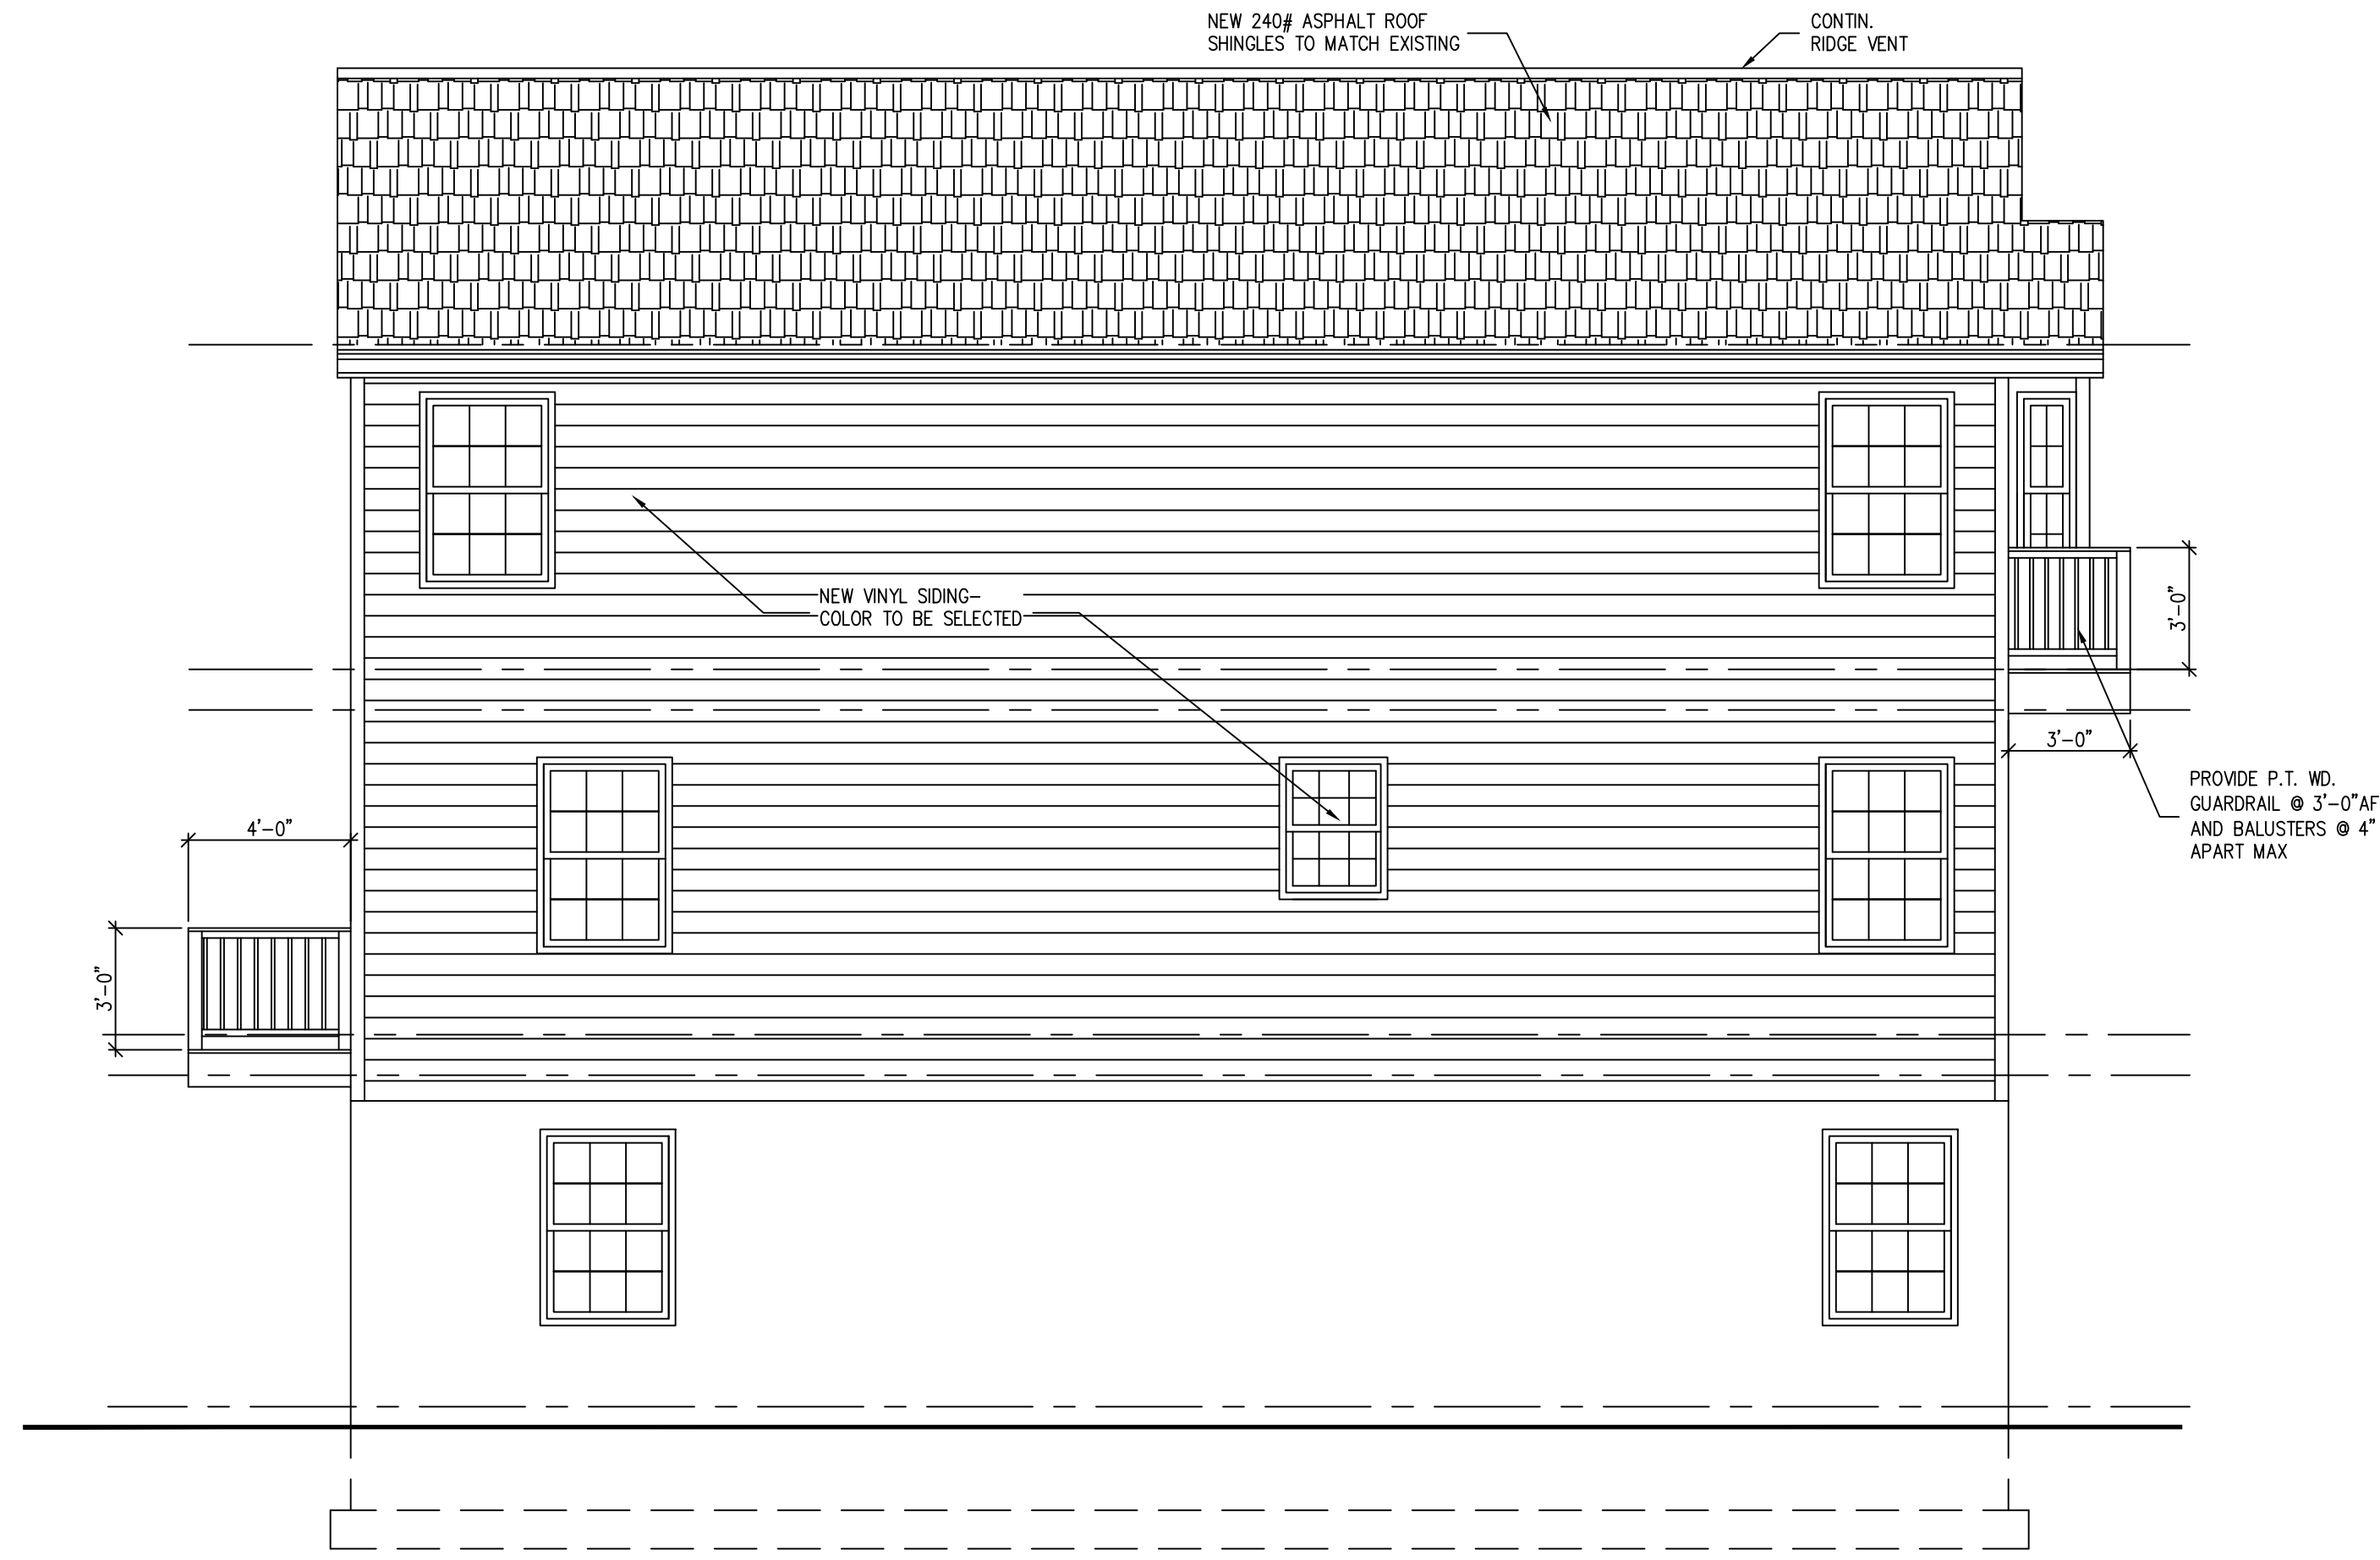 NEW 240# ASPHALT ROOF
SHINGLES TO MATCH EXISTING
CONTIN.
RIDGE VENT
NEW VINYL SIDING-
COLOR TO BE SELECTED
3'-0"
3'-0"
PROVIDE P.T. WD.
GUARDRAIL @ 3'-0"AF
AND BALUSTERS @ 4"
APART MAX
4'-0"
3'-0"